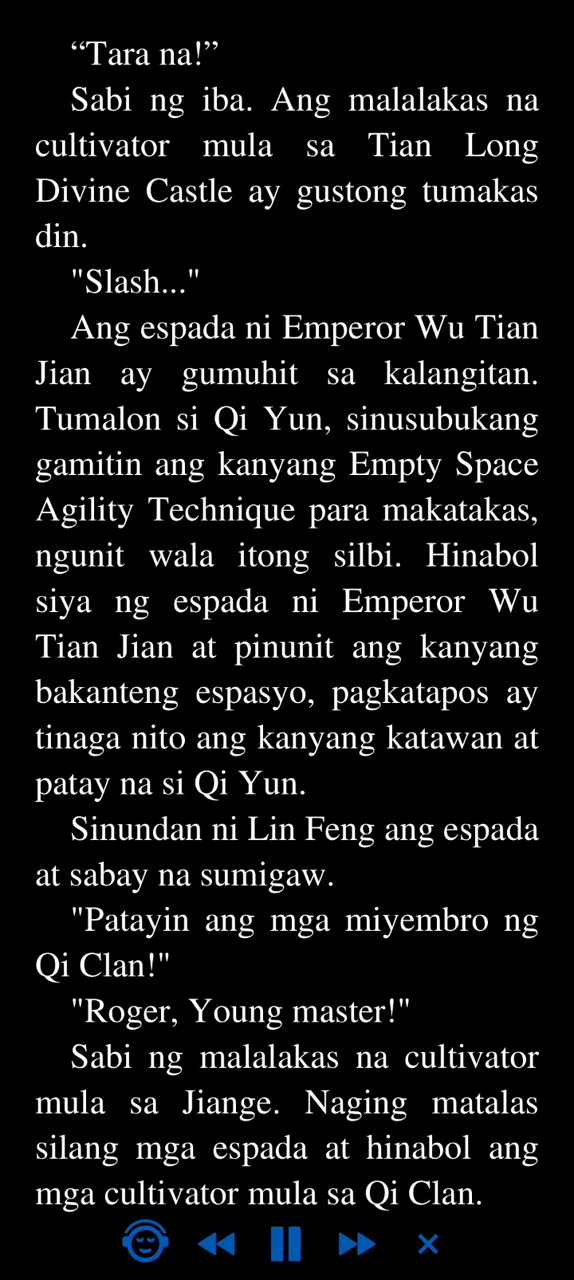 “Tara na!”
Sabi ng iba. Ang malalakas na
cultivator mula sa Tian Long
Divine Castle ay gustong tumakas
din.
"Slash..."
Ang espada ni Emperor Wu Tian
Jian ay gumuhit sa kalangitan.
Tumalon si Qi Yun, sinusubukang
gamitin ang kanyang Empty Space
Agility Technique para makatakas,
ngunit wala itong silbi. Hinabol
siya ng espada ni Emperor Wu
Tian Jian at pinunit ang kanyang
bakanteng espasyo, pagkatapos ay
tinaga nito ang kanyang katawan at
patay na si Qi Yun.
Sinundan ni Lin Feng ang espada
at sabay na sumigaw.
"Patayin ang mga miyembro ng
Qi Clan!"
"Roger, Young master!"
Sabi ng malalakas na cultivator
mula sa Jiange. Naging matalas
silang mga espada at hinabol ang
mga cultivator mula sa Qi Clan.